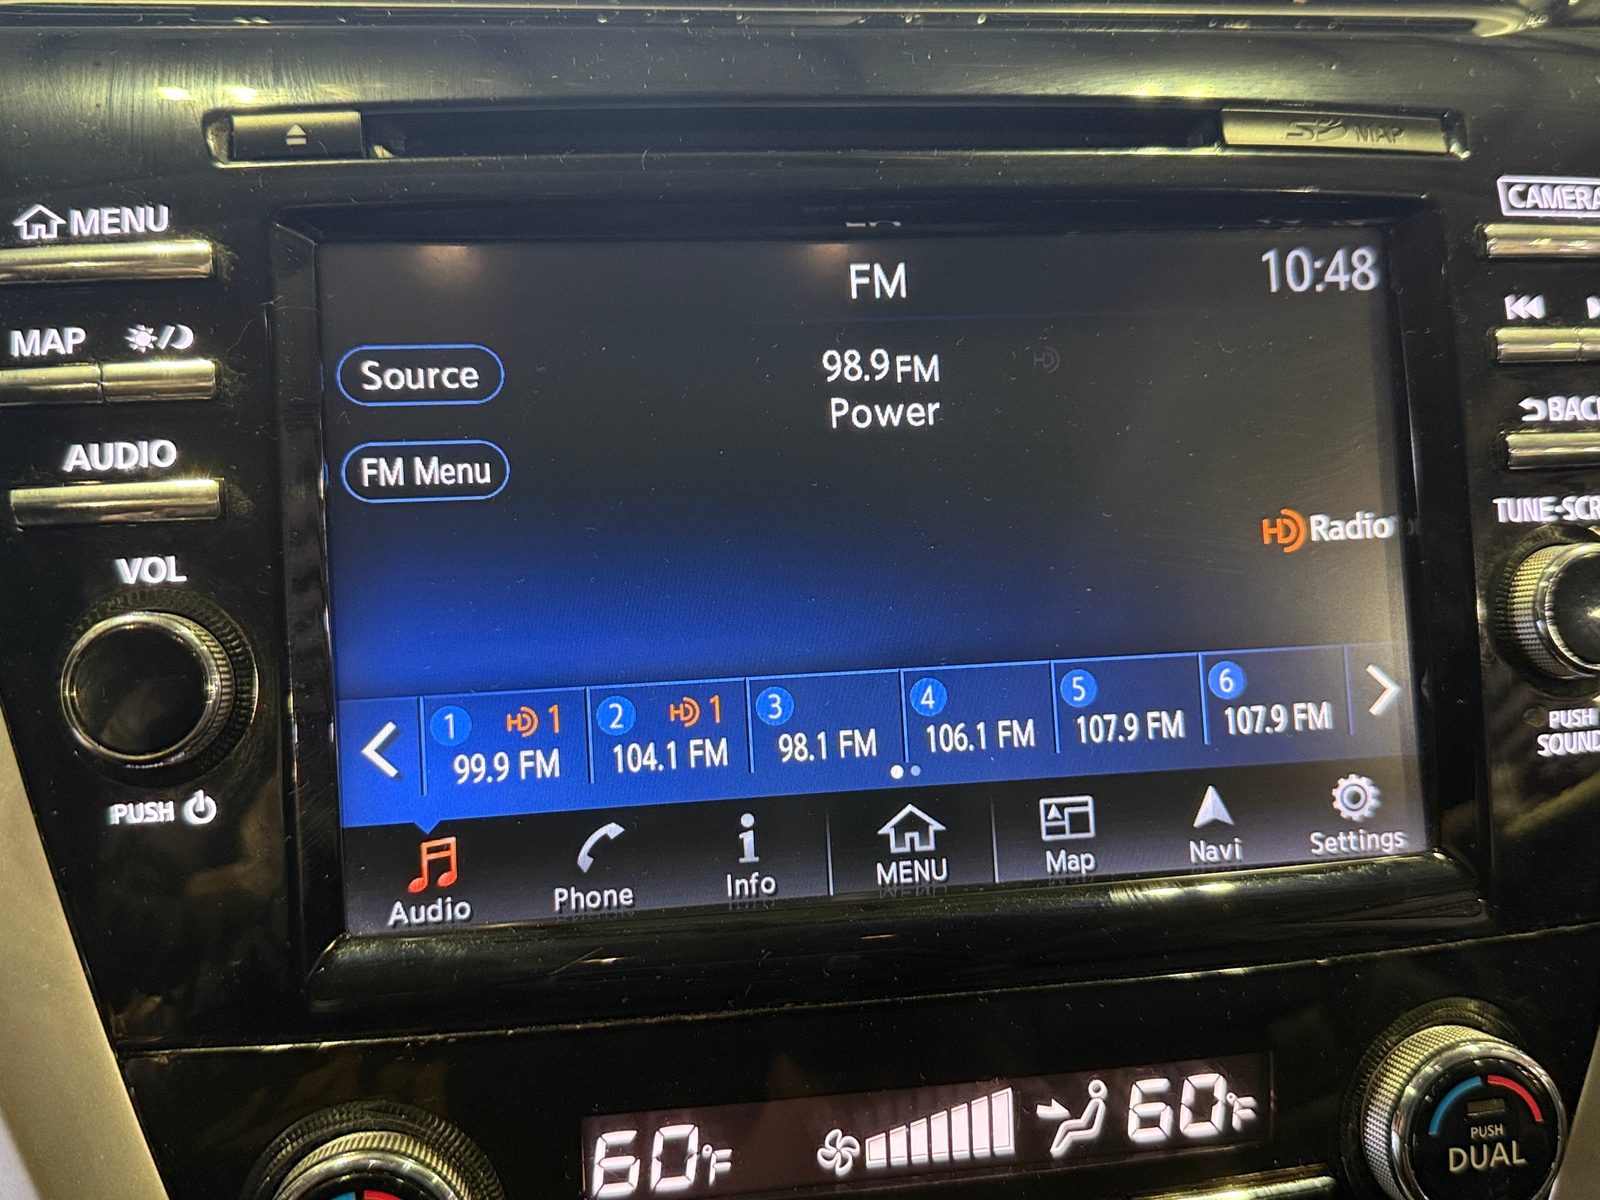 SD MAP
MENU
CAMERA
FM
10:48
MAP
Source
98.9 FM
Power
AUDIO
FM Menu
BACK
HD Radio
TUNE-SCR
VOL
1 HD 1
99.9 FM
2 HD 1
104.1 FM
3
98.1 FM
4
106.1 FM
5
107.9 FM
6
107.9 FM
PUSH
SOUND
PUSH
Audio
Phone
Info
MENU
Map
Navi
Settings
60°F
60°F
PUSH
DUAL